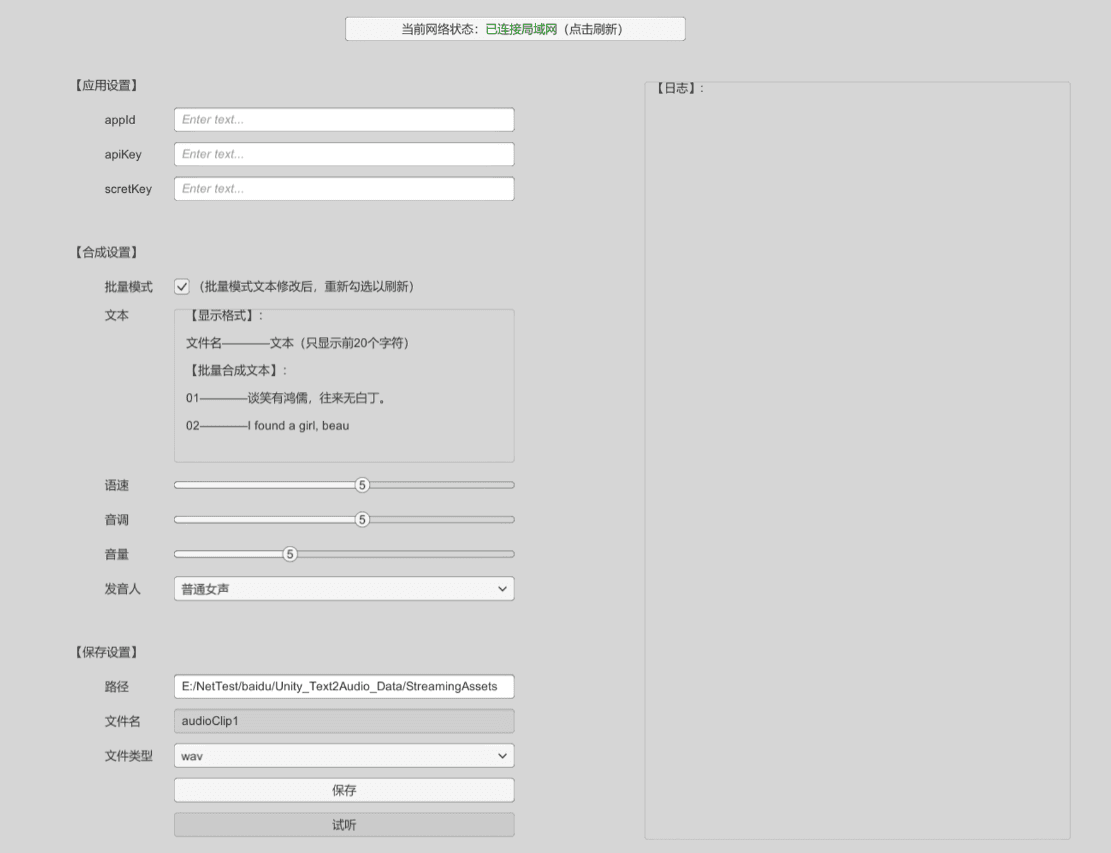 当前网络状态：已连接局域网（点击刷新）
【应用设置】
appId Enter text...
apiKey Enter text...
scretKey Enter text...
【合成设置】
批量模式 （批量模式文本修改后，重新勾选以刷新）
文本 【显示格式】：
文件名————文本（只显示前20个字符）
【批量合成文本】：
01————谈笑有鸿儒，往来无白丁。
02————I found a girl, beau
语速 5
音调 5
音量 5
发音人 普通女声
【保存设置】
路径 E:/NetTest/baidu/Unity_Text2Audio_Data/StreamingAssets
文件名 audioClip1
文件类型 wav
保存
试听
【日志】：